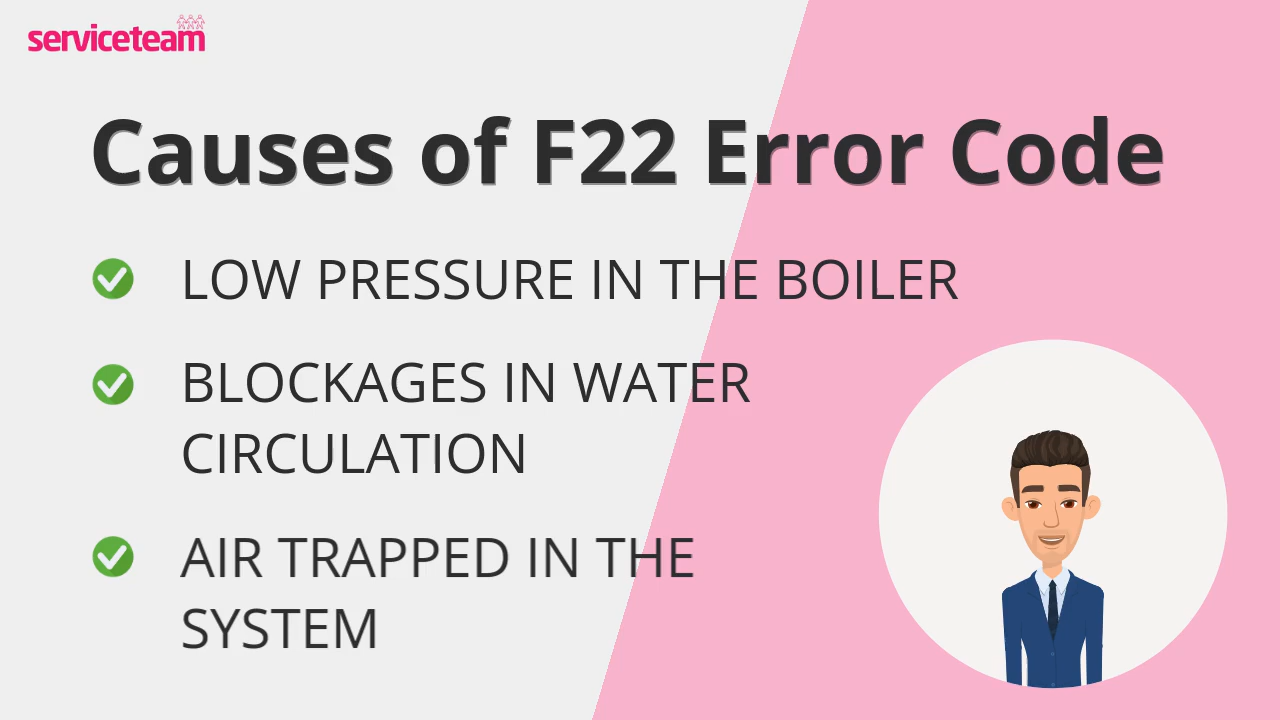 serviceteam
Causes of F22 Error Code
LOW PRESSURE IN THE BOILER
BLOCKAGES IN WATER
CIRCULATION
AIR TRAPPED IN THE
SYSTEM